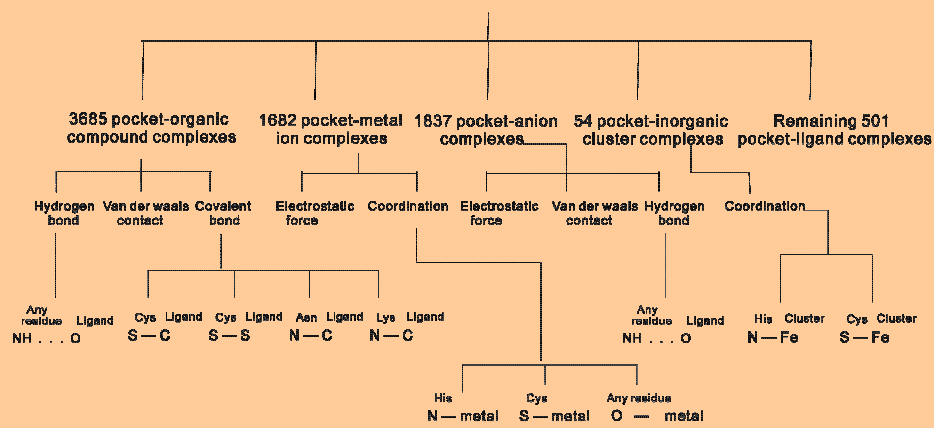 3685 pocket-organic
compound complexes
1682 pocket-metal
ion complexes
1837 pocket-anion
complexes
54 pocket-inorganic
cluster complexes
Remaining 501
pocket-ligand complexes
Hydrogen
bond
Van der waals
contact
Covalent
bond
Electrostatic
force
Coordination
Electrostatic
force
Van der waals
contact
Hydrogen
bond
Coordination
Any
residue Ligand
NH . . . O
Cys Ligand
S — C
Cys Ligand
S — S
Asn Ligand
N — C
Lys Ligand
N — C
Any
residue Ligand
NH . . . O
His Cluster
N — Fe
Cys Cluster
S — Fe
His
N — metal
Cys
S — metal
Any residue
O — metal